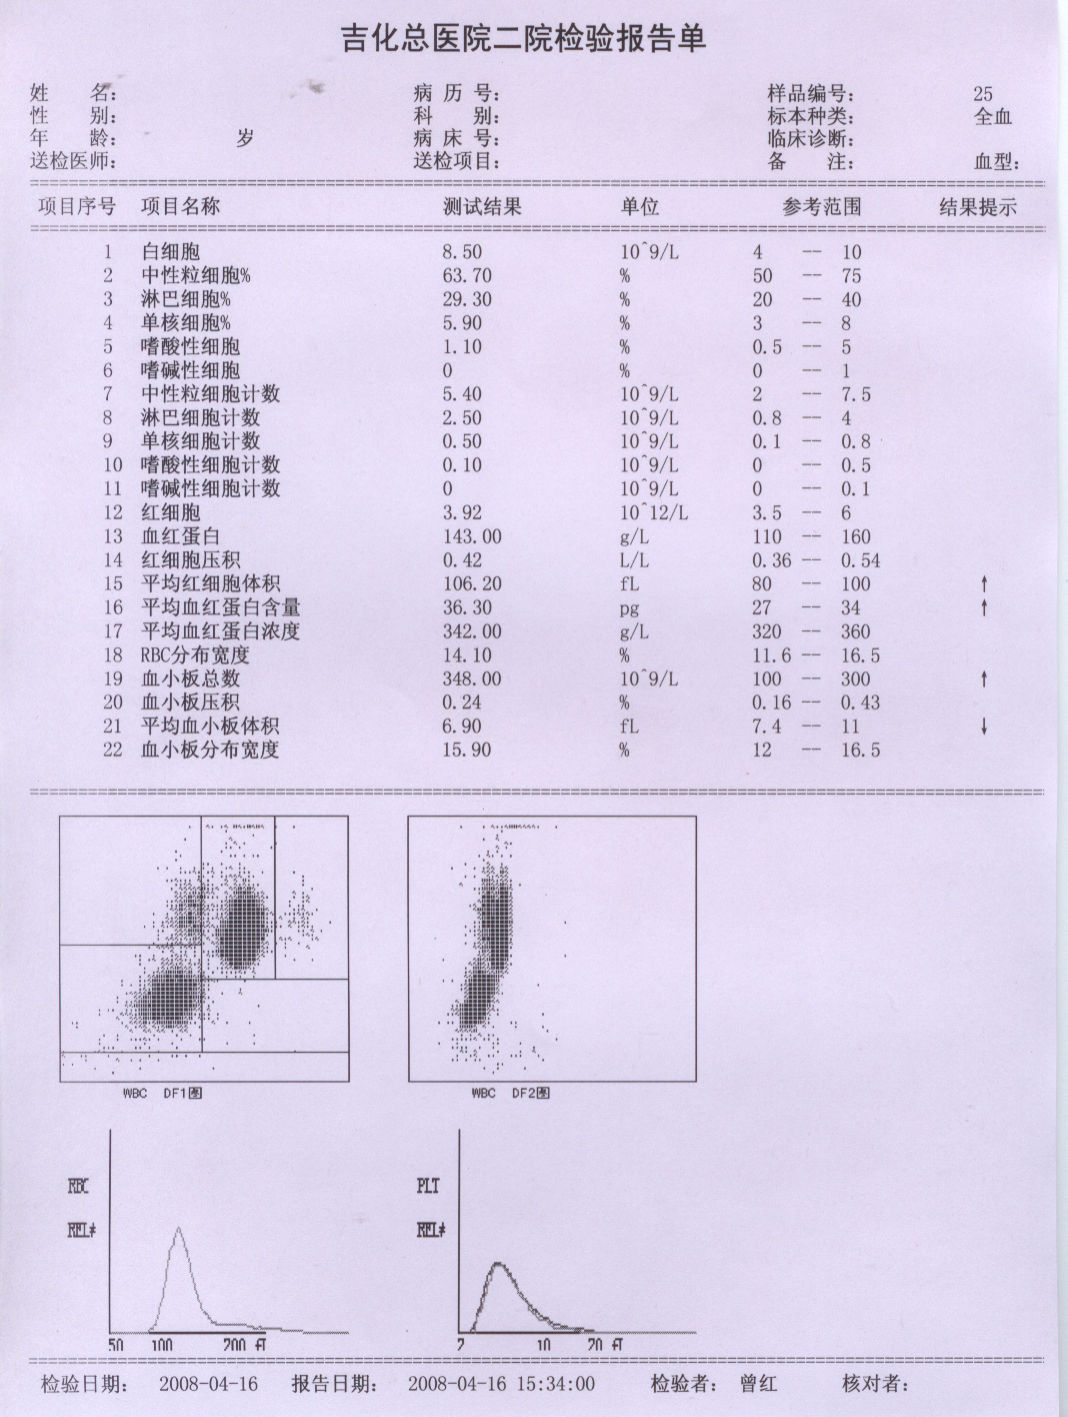 吉化总医院二院检验报告单
姓 名: 病 历 号: 样品编号: 25
性 别: 科 别: 标本种类: 全血
年 龄: 岁 病 床 号: 临床诊断:
送检医师: 送检项目: 备 注: 血型:
项目序号 项目名称 测试结果 单位 参考范围 结果提示
1 白细胞 8.50 10^9/L 4 -- 10
2 中性粒细胞% 63.70 % 50 -- 75
3 淋巴细胞% 29.30 % 20 -- 40
4 单核细胞% 5.90 % 3 -- 8
5 嗜酸性细胞 1.10 % 0.5 -- 5
6 嗜碱性细胞 0 % 0 -- 1
7 中性粒细胞计数 5.40 10^9/L 2 -- 7.5
8 淋巴细胞计数 2.50 10^9/L 0.8 -- 4
9 单核细胞计数 0.50 10^9/L 0.1 -- 0.8
10 嗜酸性细胞计数 0.10 10^9/L 0 -- 0.5
11 嗜碱性细胞计数 0 10^9/L 0 -- 0.1
12 红细胞 3.92 10^12/L 3.5 -- 6
13 血红蛋白 143.00 g/L 110 -- 160
14 红细胞压积 0.42 L/L 0.36 -- 0.54
15 平均红细胞体积 106.20 fL 80 -- 100 ↑
16 平均血红蛋白含量 36.30 pg 27 -- 34 ↑
17 平均血红蛋白浓度 342.00 g/L 320 -- 360
18 RBC分布宽度 14.10 % 11.6 -- 16.5
19 血小板总数 348.00 10^9/L 100 -- 300 ↑
20 血小板压积 0.24 % 0.16 -- 0.43
21 平均血小板体积 6.90 fL 7.4 -- 11 ↓
22 血小板分布宽度 15.90 % 12 -- 16.5
WBC DF1图 WBC DF2图
RBC PLT
REL# REL#
50 100 200 fl 2 10 20 fl
检验日期: 2008-04-16 报告日期: 2008-04-16 15:34:00 检验者: 曾红 核对者: